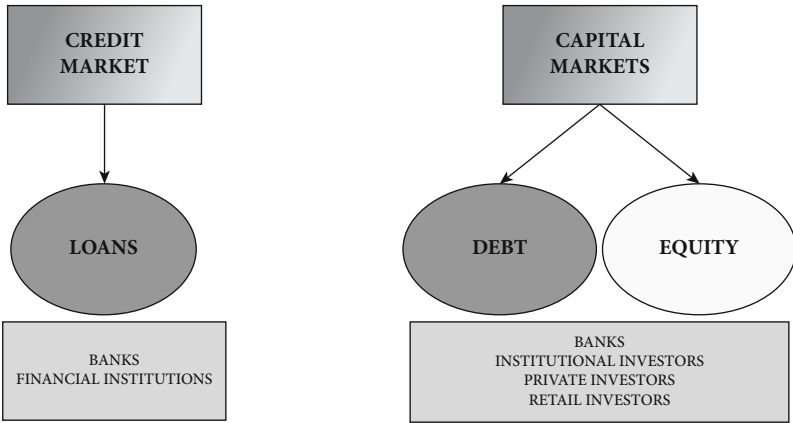 CREDIT
MARKET
CAPITAL
MARKETS
LOANS
DEBT
EQUITY
BANKS
FINANCIAL INSTITUTIONS
BANKS
INSTITUTIONAL INVESTORS
PRIVATE INVESTORS
RETAIL INVESTORS